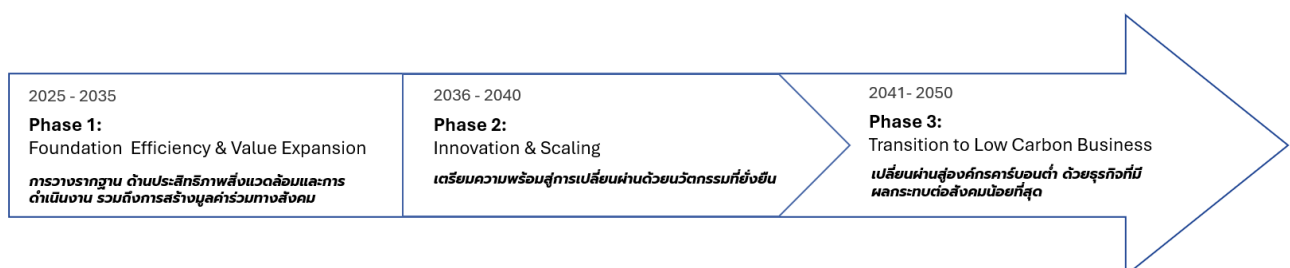 2025 - 2035
Phase 1:
Foundation Efficiency & Value Expansion
การวางรากฐาน ด้านประสิทธิภาพสิ่งแวดล้อมและการ
ดำเนินงาน รวมถึงการสร้างมูลค่าร่วมทางสังคม
2036 - 2040
Phase 2:
Innovation & Scaling
เตรียมความพร้อมสู่การเปลี่ยนผ่านด้วยนวัตกรรมที่ยั่งยืน
2041- 2050
Phase 3:
Transition to Low Carbon Business
เปลี่ยนผ่านสู่องค์กรคาร์บอนต่ำ ด้วยธุรกิจที่มี
ผลกระทบต่อสังคมน้อยที่สุด